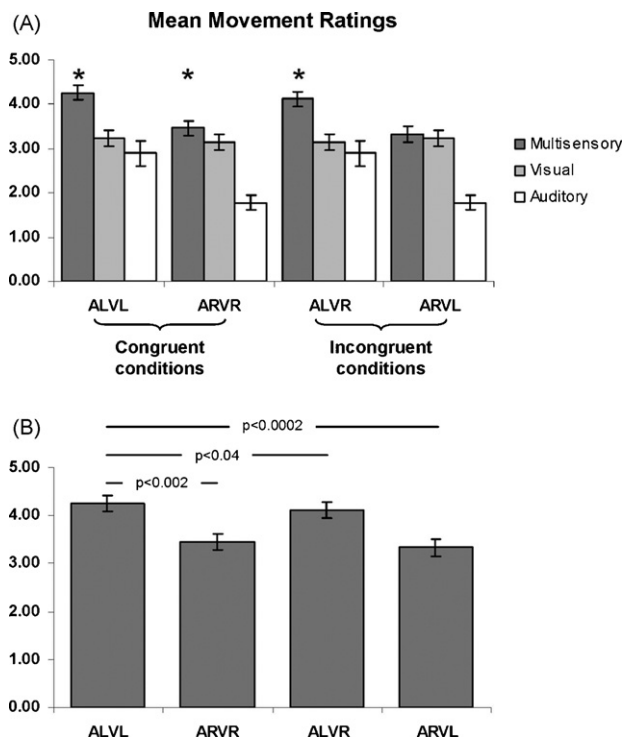 (A)
Mean Movement Ratings
5.00
4.00
3.00
2.00
1.00
0.00
* * *
Multisensory
Visual
Auditory
ALVL ARVR ALVR ARVL
Congruent conditions
Incongruent conditions
(B)
p<0.0002
p<0.04
p<0.002
5.00
4.00
3.00
2.00
1.00
0.00
ALVL ARVR ALVR ARVL